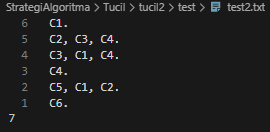 StrategiAlgoritma > Tucil > tucil2 > test > test2.txt
6 C1.
5 C2, C3, C4.
4 C3, C1, C4.
3 C4.
2 C5, C1, C2.
1 C6.
7